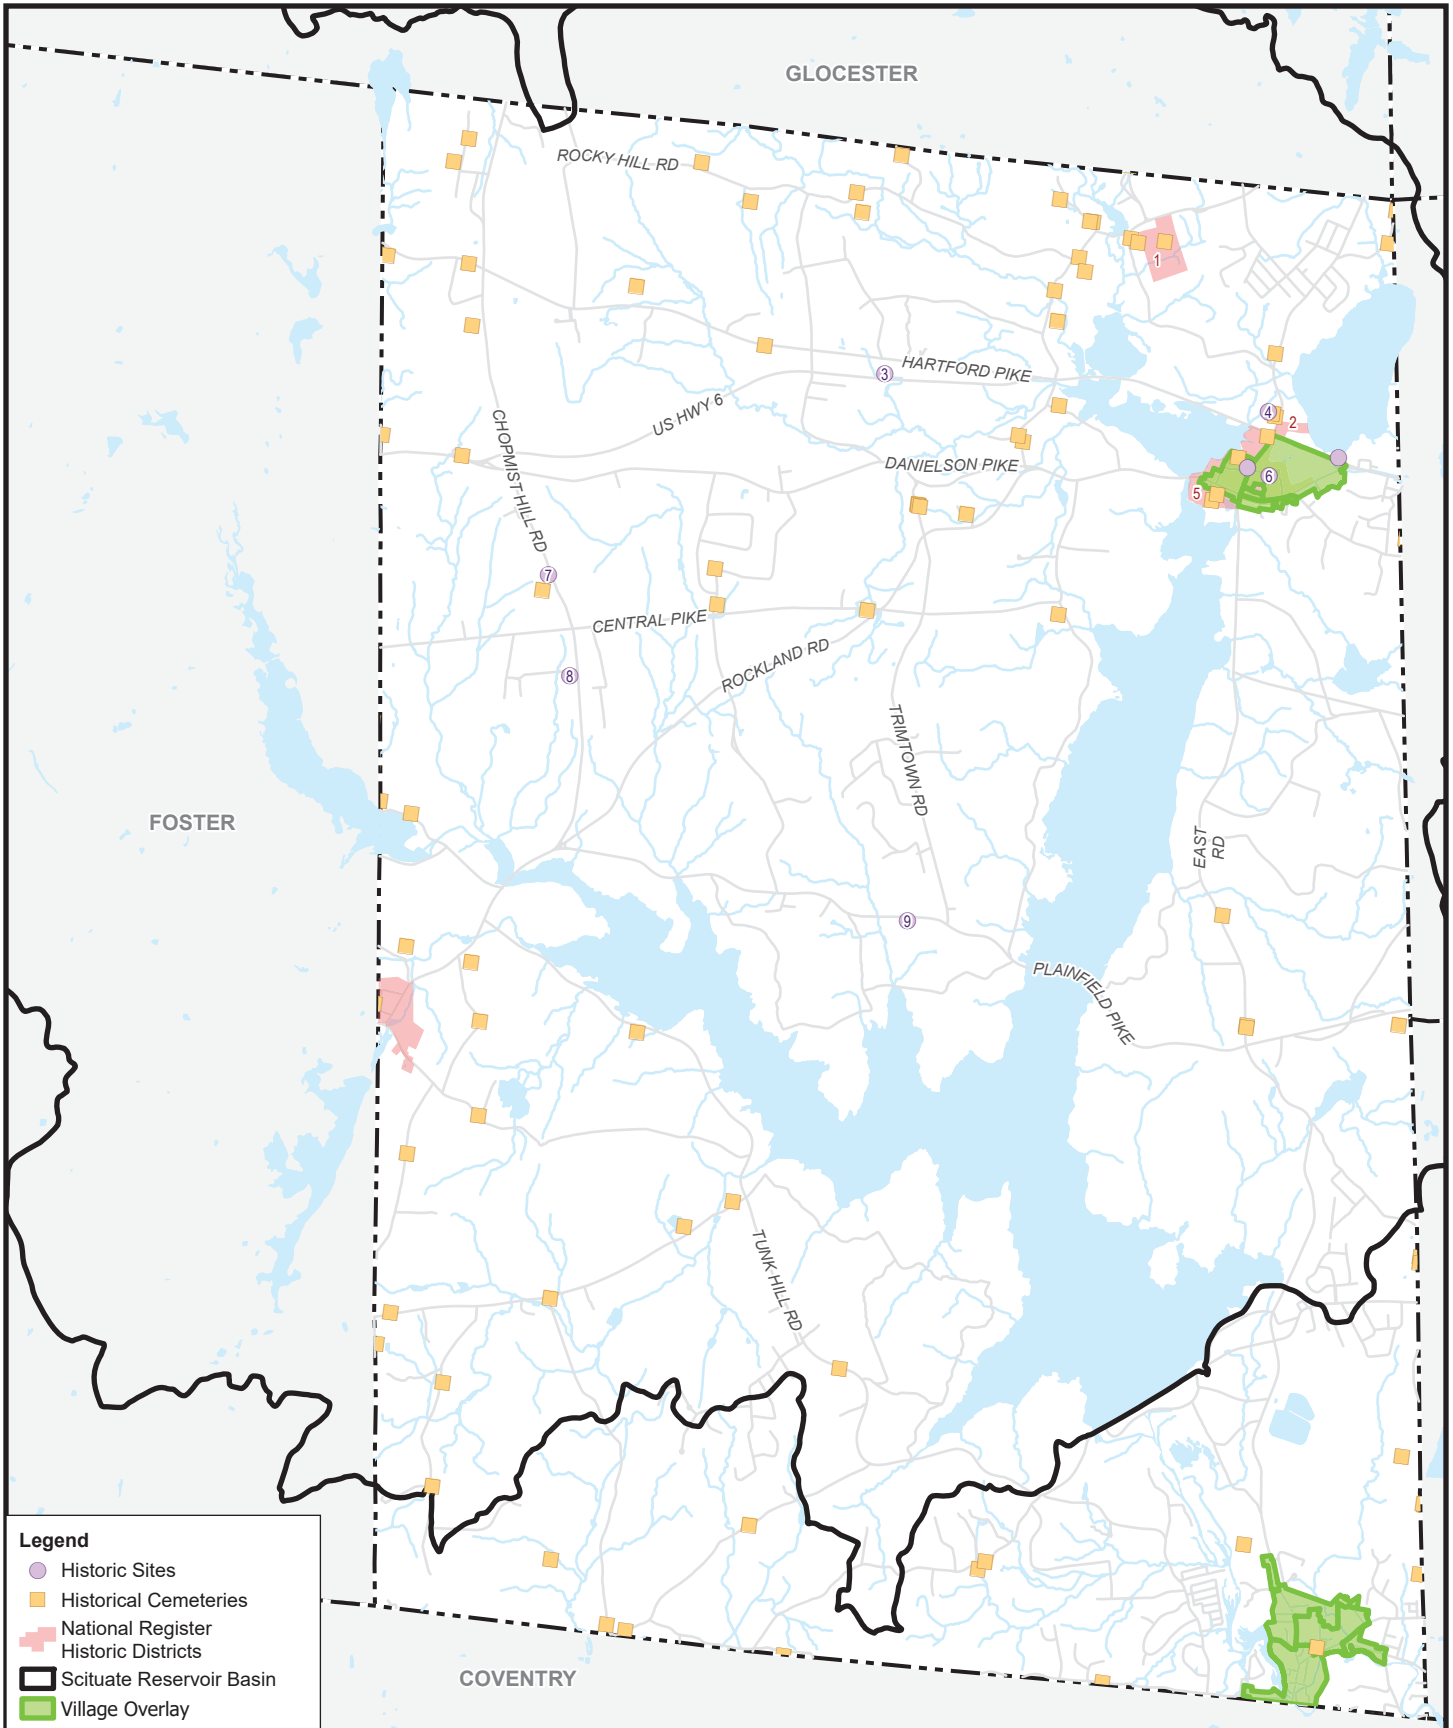 GLOCESTER
ROCKY HILL RD
1
HARTFORD PIKE
3
US HWY 6
CHOPMIST HILL RD
4
2
DANIELSON PIKE
6
5
7
CENTRAL PIKE
ROCKLAND RD
8
TRIMTOWN RD
FOSTER
EAST
RD
9
PLAINFIELD PIKE
TUNK HILL RD
COVENTRY
Legend
Historic Sites
Historical Cemeteries
National Register
Historic Districts
Scituate Reservoir Basin
Village Overlay